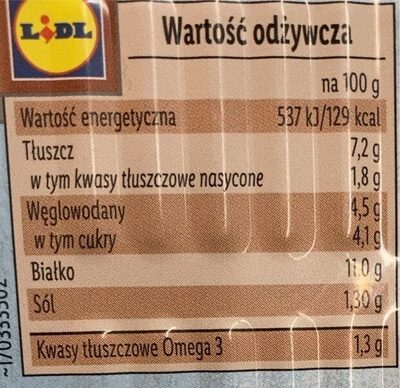 LIDL
Wartość odżywcza
na 100 g
Wartość energetyczna 537 kJ/129 kcal
Tłuszcz 7,2 g
w tym kwasy tłuszczowe nasycone 1,8 g
Węglowodany 4,5 g
w tym cukry 4,1 g
Białko 11,0 g
Sól 1,30 g
Kwasy tłuszczowe Omega 3 1,3 g